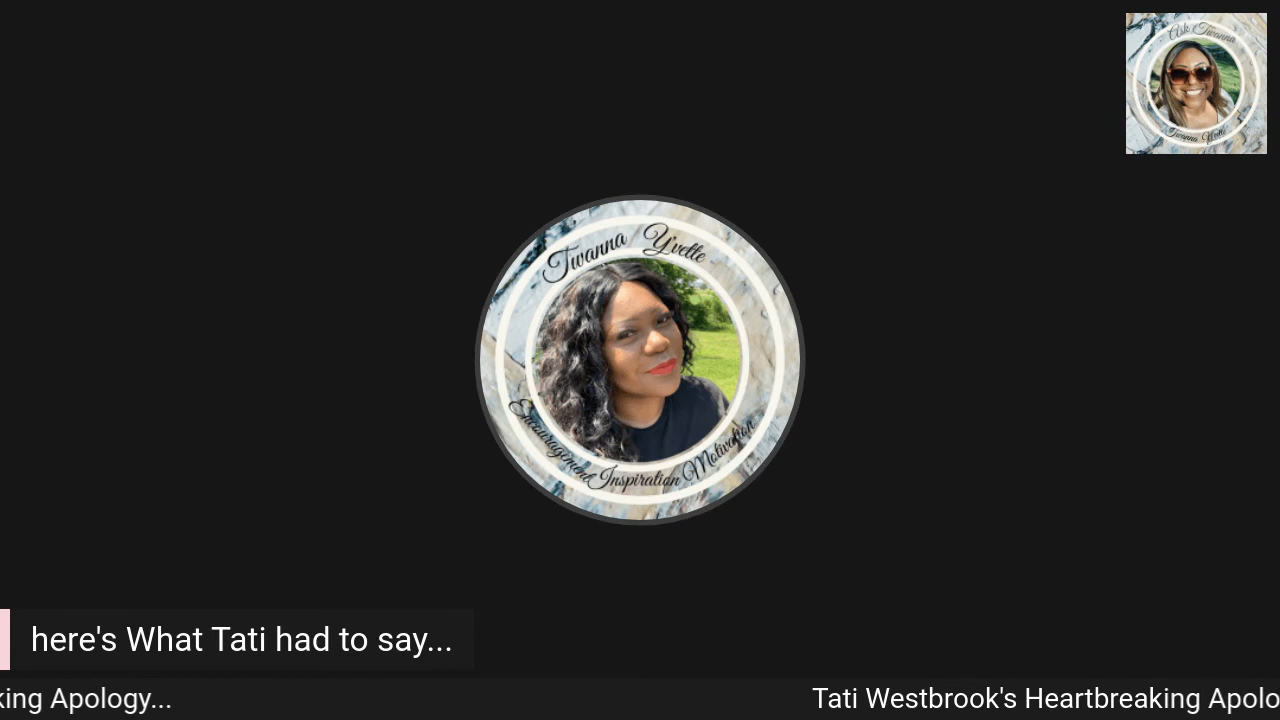 Ask Twanna
Twanna Yvette
Twanna Yvette
Encouragement Inspiration Motivation
here's What Tati had to say...
king Apology... Tati Westbrook's Heartbreaking Apolo